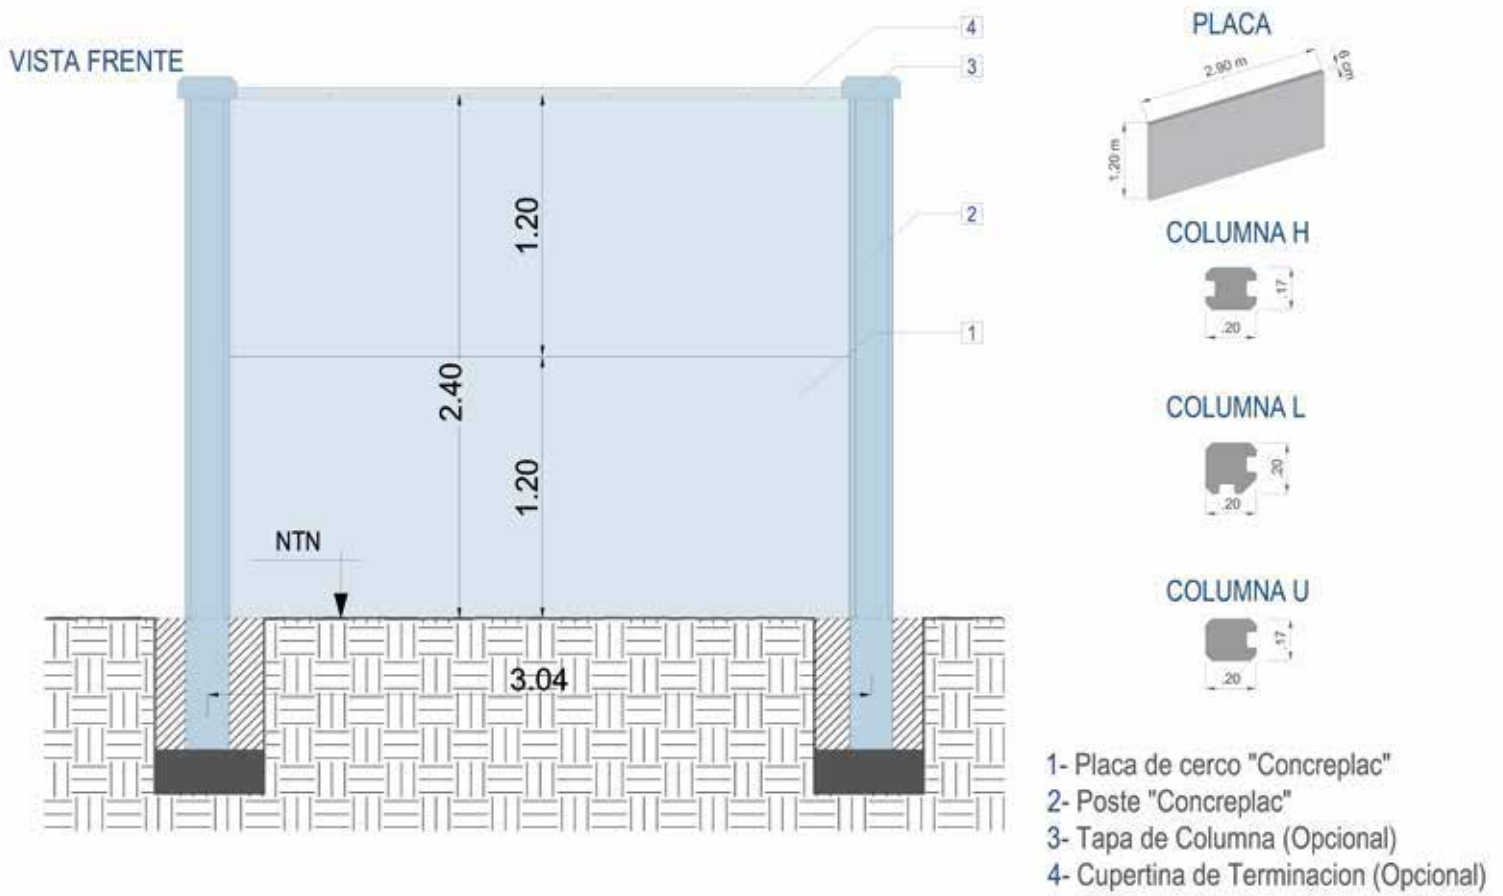 VISTA FRENTE
4
3
2
1
1.20
2.40
1.20
NTN
3.04
PLACA
2.90 m
6 cm
1.20 m
COLUMNA H
.17
.20
COLUMNA L
.20
.20
COLUMNA U
.17
.20
1- Placa de cerco "Concreplac"
2- Poste "Concreplac"
3- Tapa de Columna (Opcional)
4- Cupertina de Terminacion (Opcional)